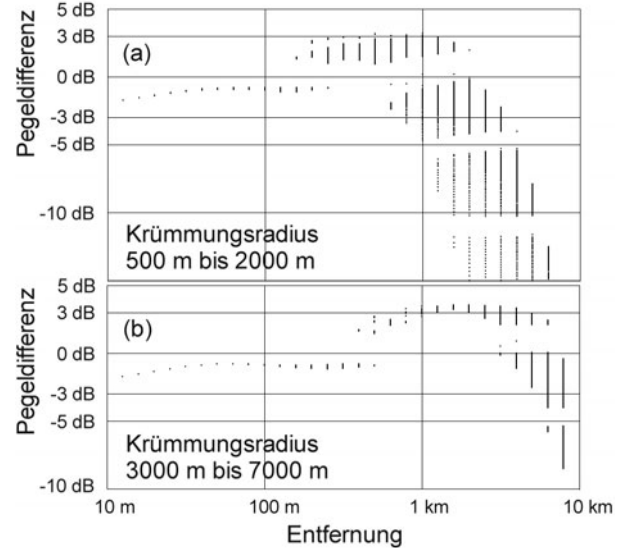 5 dB
3 dB
(a)
0 dB
-3 dB
-5 dB
-10 dB
Pegeldifferenz
Krümmungsradius
500 m bis 2000 m
5 dB
3 dB
(b)
0 dB
-3 dB
-5 dB
-10 dB
Pegeldifferenz
Krümmungsradius
3000 m bis 7000 m
10 m
100 m
1 km
10 km
Entfernung